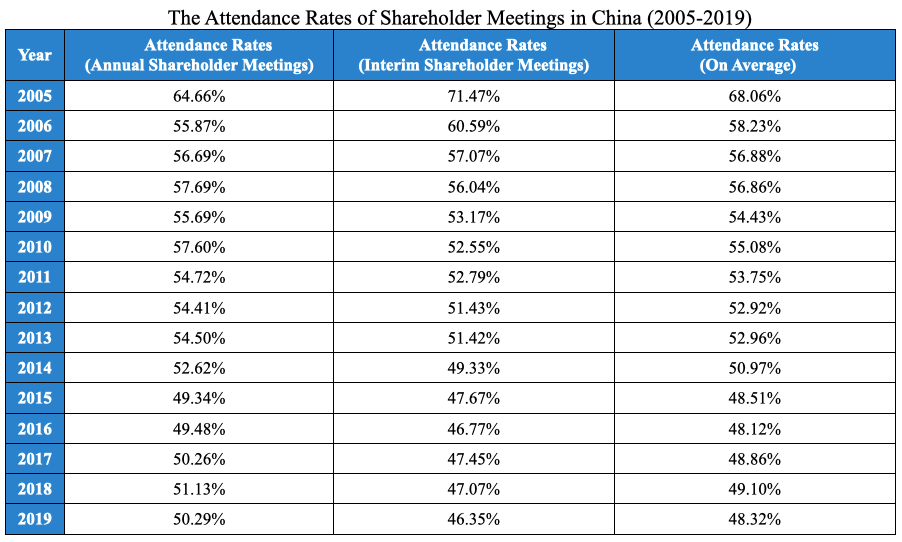 The Attendance Rates of Shareholder Meetings in China (2005-2019)
Year Attendance Rates (Annual Shareholder Meetings) Attendance Rates (Interim Shareholder Meetings) Attendance Rates (On Average)
2005 64.66% 71.47% 68.06%
2006 55.87% 60.59% 58.23%
2007 56.69% 57.07% 56.88%
2008 57.69% 56.04% 56.86%
2009 55.69% 53.17% 54.43%
2010 57.60% 52.55% 55.08%
2011 54.72% 52.79% 53.75%
2012 54.41% 51.43% 52.92%
2013 54.50% 51.42% 52.96%
2014 52.62% 49.33% 50.97%
2015 49.34% 47.67% 48.51%
2016 49.48% 46.77% 48.12%
2017 50.26% 47.45% 48.86%
2018 51.13% 47.07% 49.10%
2019 50.29% 46.35% 48.32%